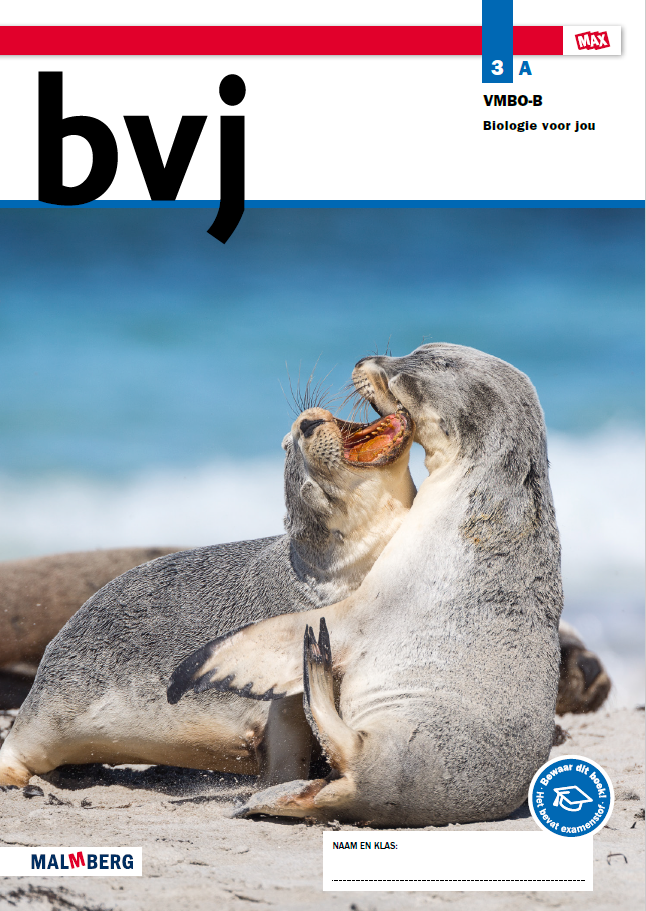 MAX
3 A
VMBO-B
Biologie voor jou
bvj
Bewaar dit boek!
Het bevat examenstof.
NAAM EN KLAS:
MALMBERG